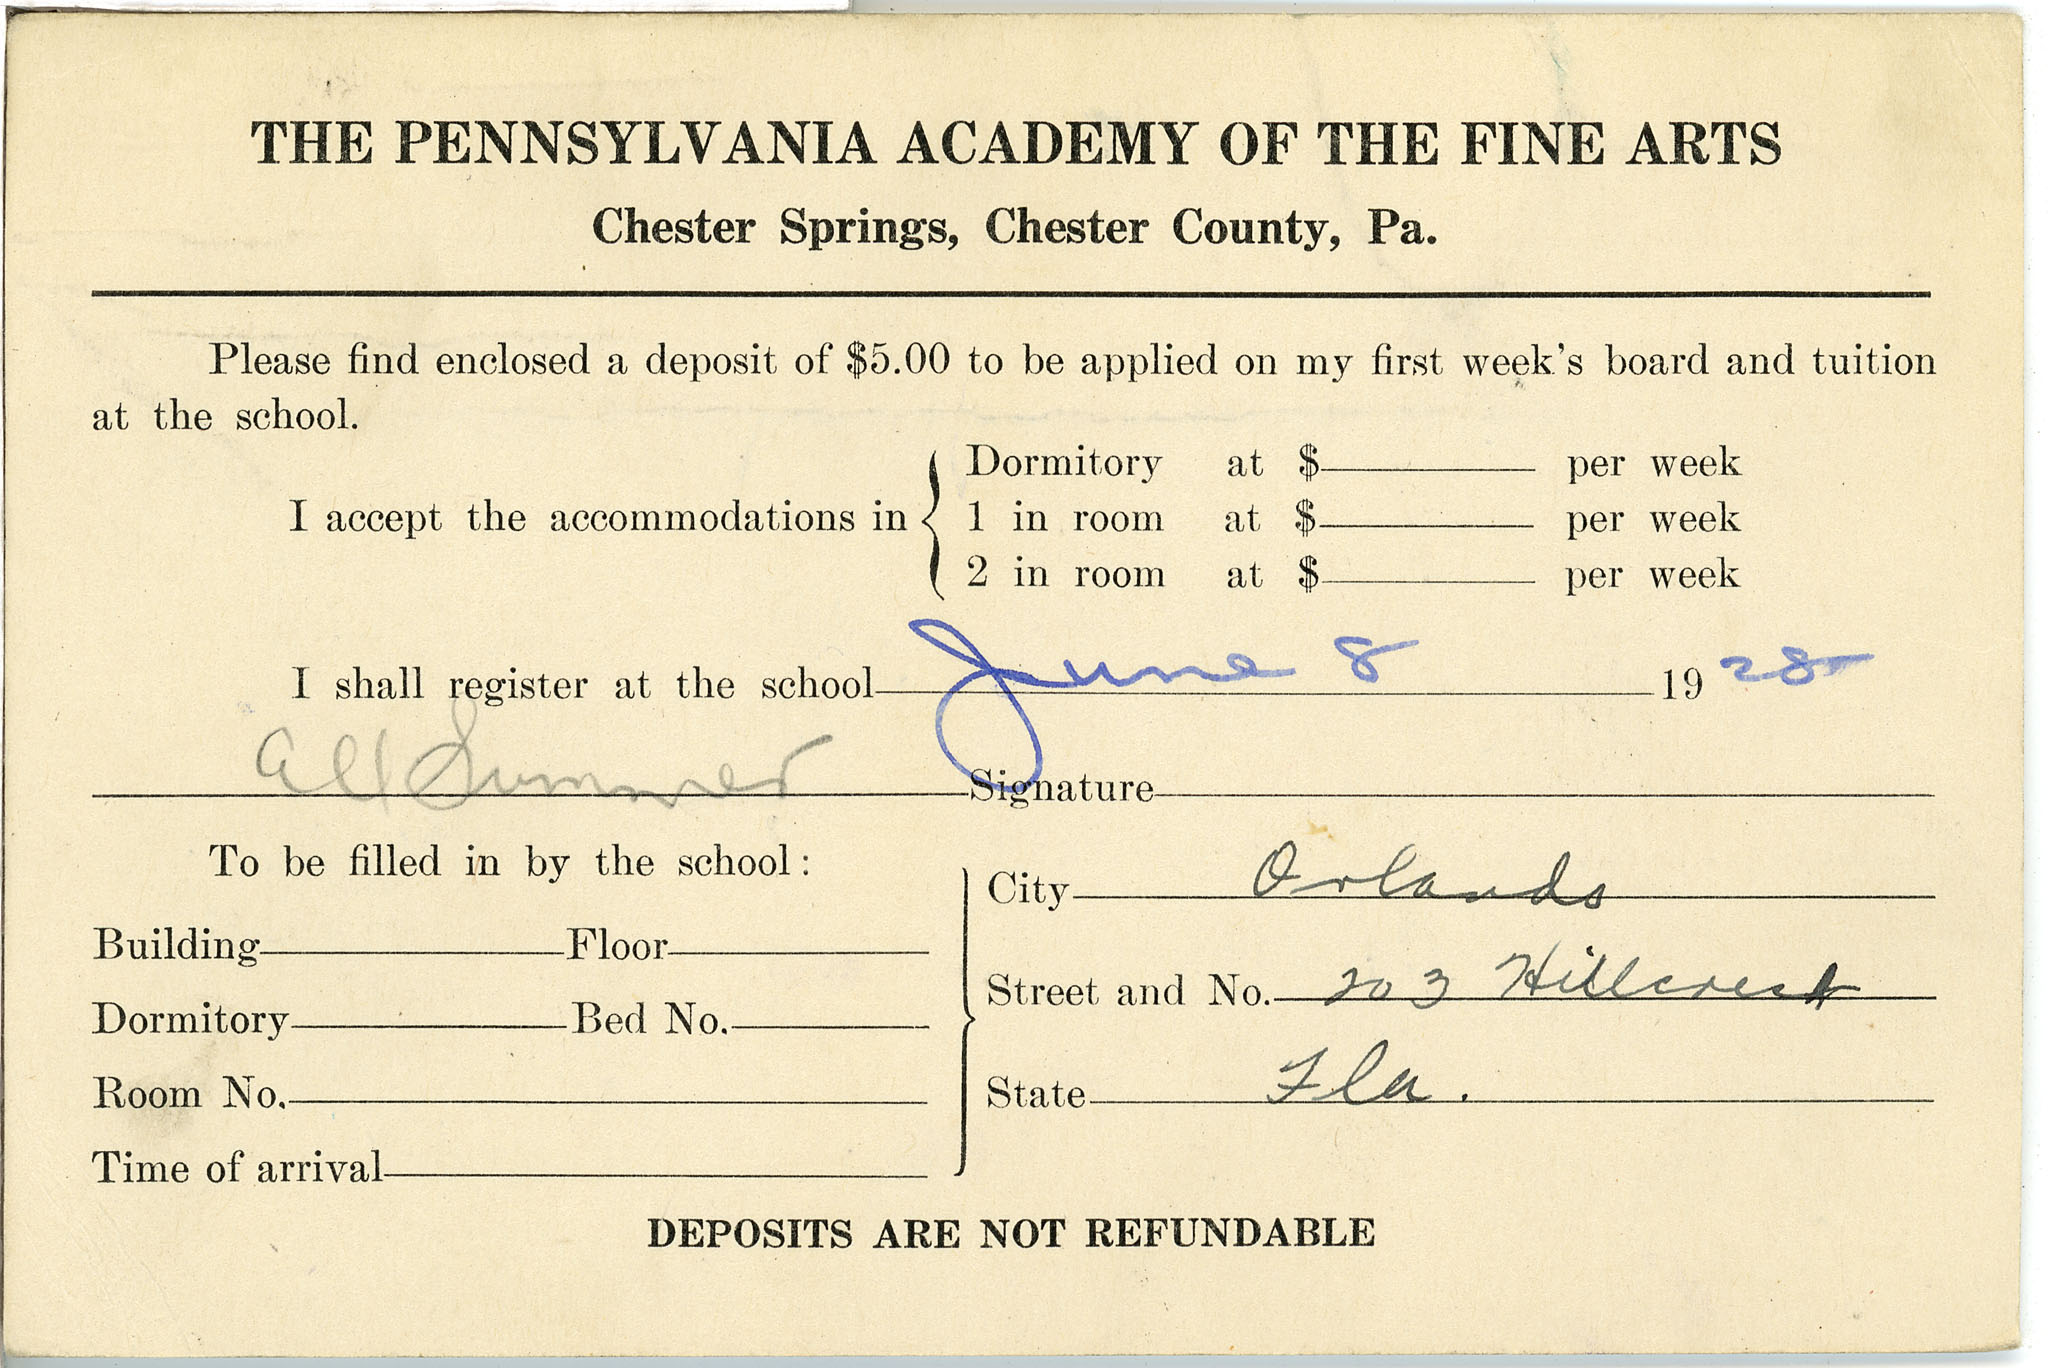 THE PENNSYLVANIA ACADEMY OF THE FINE ARTS
Chester Springs, Chester County, Pa.
Please find enclosed a deposit of $5.00 to be applied on my first week's board and tuition
at the school.
Dormitory at $ per week
I accept the accommodations in 1 in room at $ per week
2 in room at $ per week
I shall register at the school June 8 1928
All Summer Signature
To be filled in by the school:
City Orlando
Building Floor
Street and No. 203 Hillcrest
Dormitory Bed No.
Room No. State Fla.
Time of arrival
DEPOSITS ARE NOT REFUNDABLE